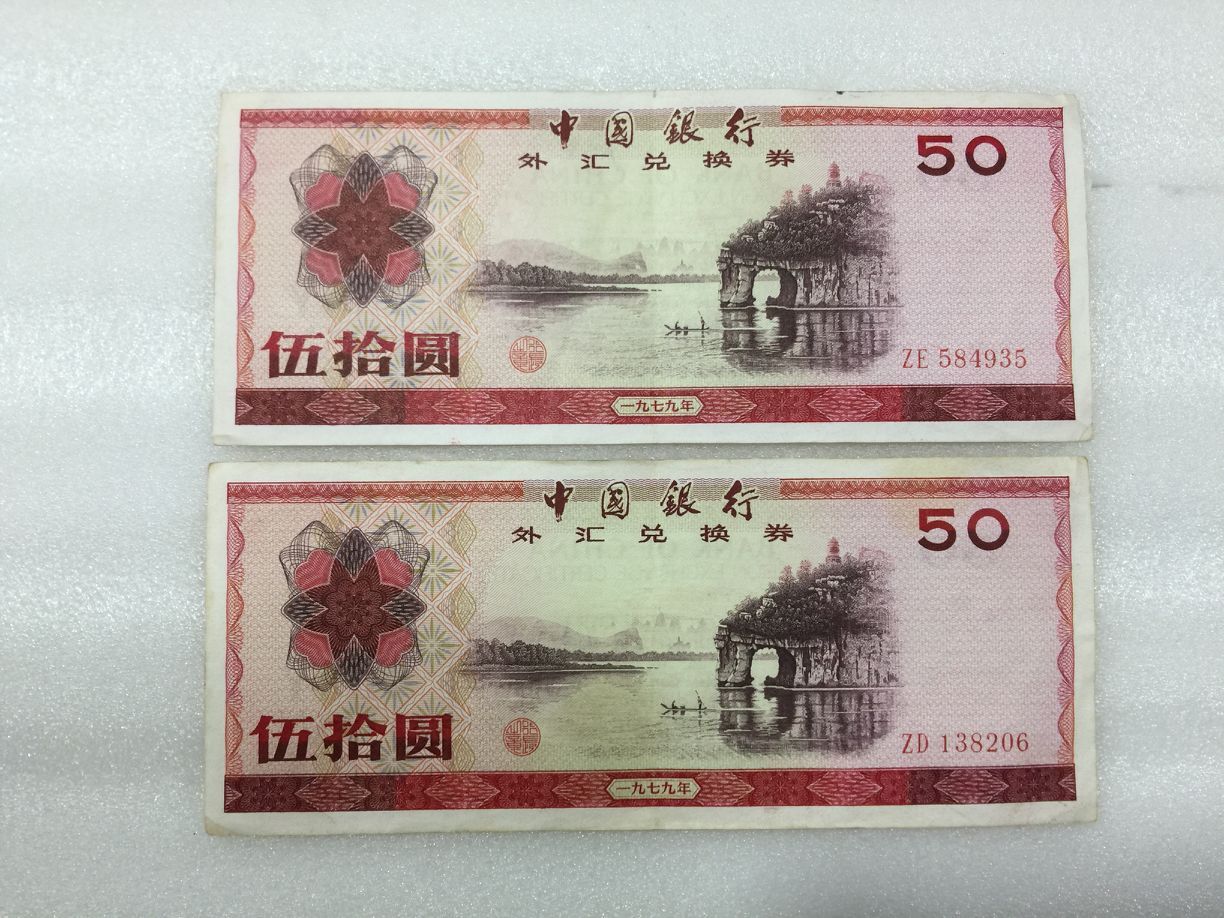 中国銀行
外汇兑换券
50
伍拾圆
ZE 584935
一九七九年
中国銀行
外汇兑换券
50
伍拾圆
ZD 138206
一九七九年